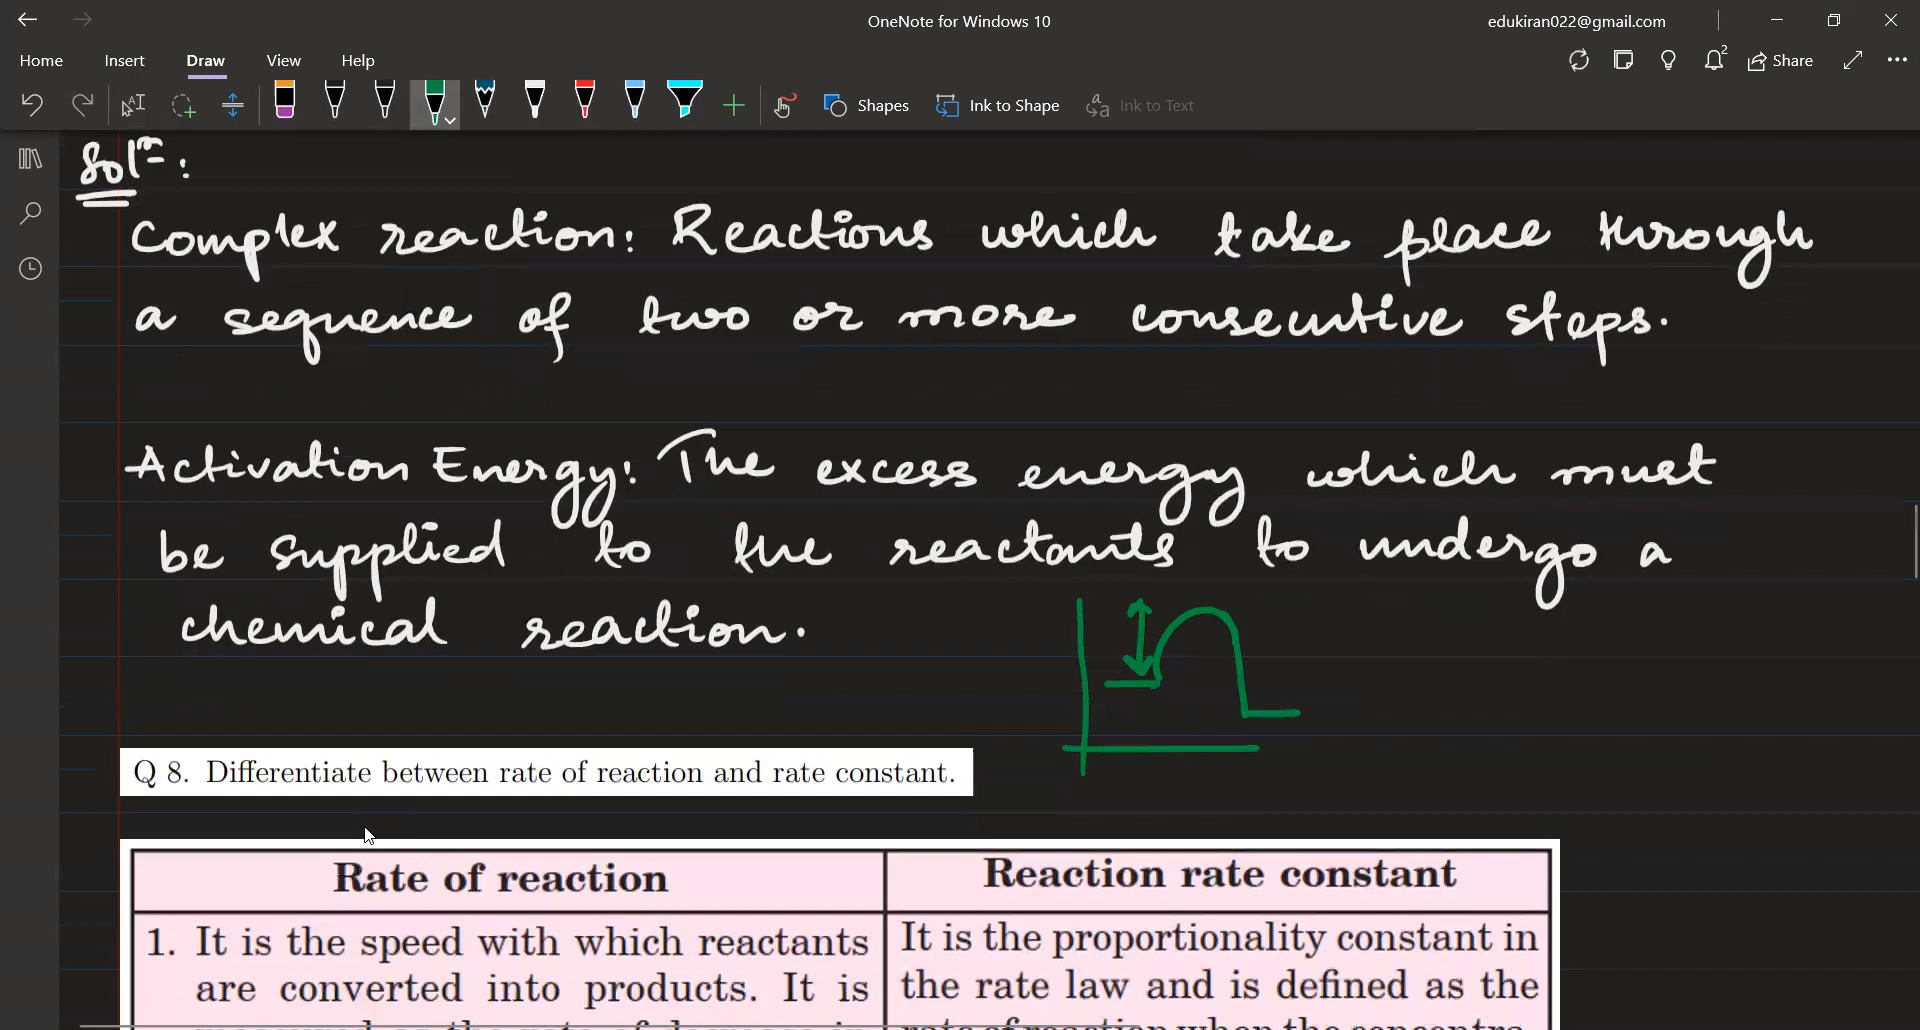 OneNote for Windows 10
edukiran022@gmail.com
Home Insert Draw View Help
2
Share
Shapes
Ink to Shape
Ink to Text
Solⁿ:
Complex reaction: Reactions which take place through
a sequence of two or more consecutive steps.
Activation Energy: The excess energy which must
be supplied to the reactants to undergo a
chemical reaction.
Q 8. Differentiate between rate of reaction and rate constant.
Rate of reaction
Reaction rate constant
1. It is the speed with which reactants
are converted into products. It is
It is the proportionality constant in
the rate law and is defined as the